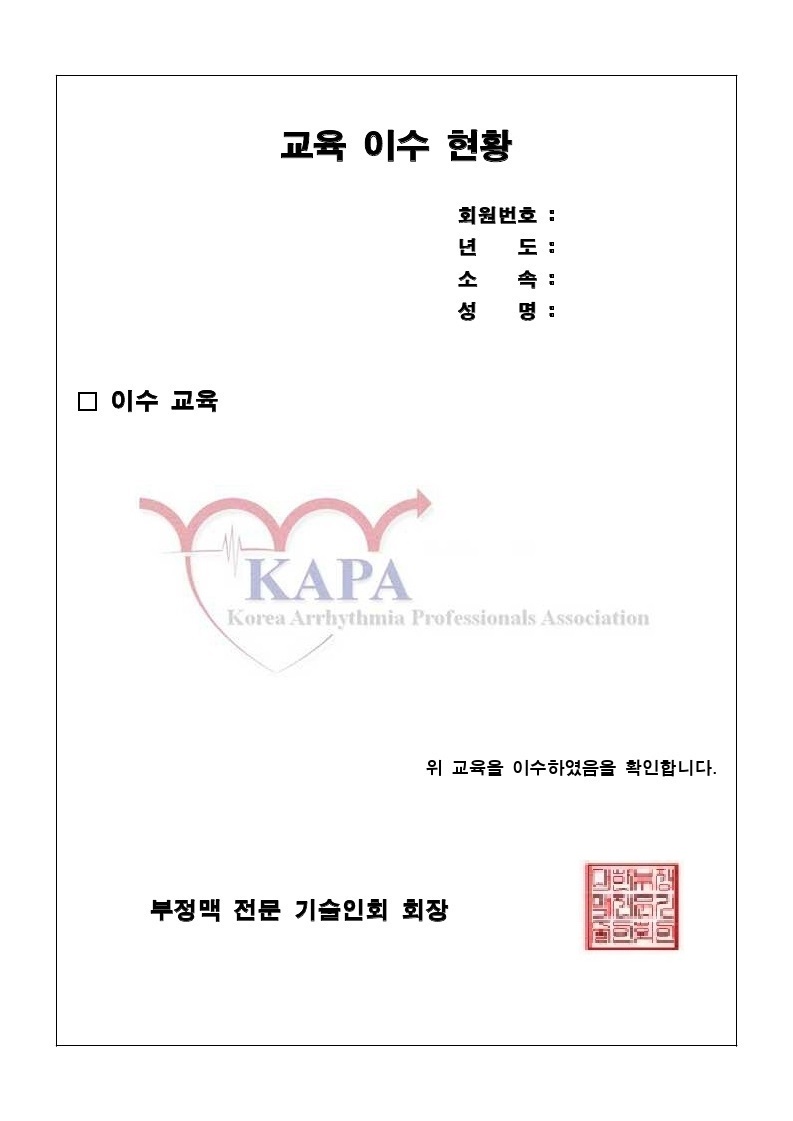 교육 이수 현황
회원번호 :
년 도 :
소 속 :
성 명 :
□ 이수 교육
KAPA
Korea Arrhythmia Professionals Association
위 교육을 이수하였음을 확인합니다.
부정맥 전문 기술인회 회장